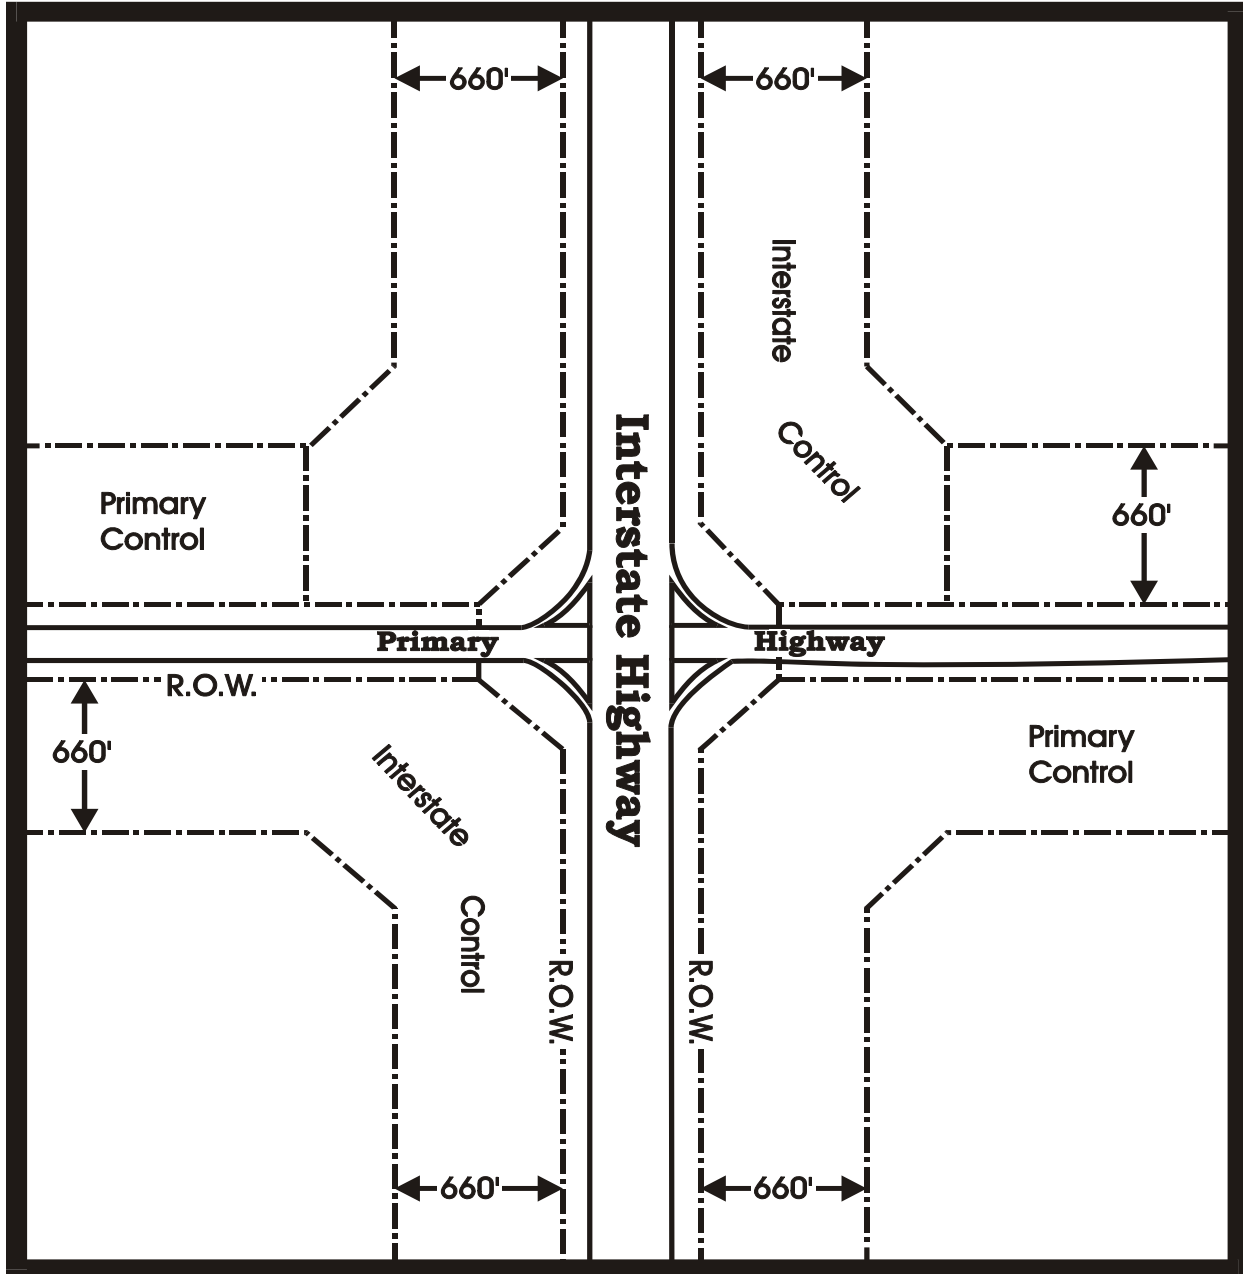 660'
660'
Interstate
Control
Interstate Highway
Primary
Control
660'
Primary
Highway
R.O.W.
660'
Interstate
Control
Primary
Control
R.O.W.
R.O.W.
660'
660'